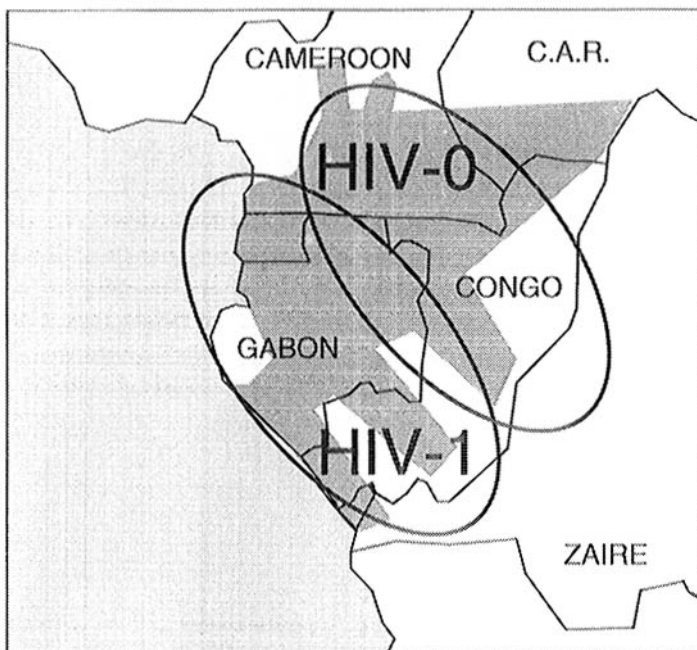 CAMEROON
C.A.R.
HIV-0
CONGO
GABON
HIV-1
ZAIRE